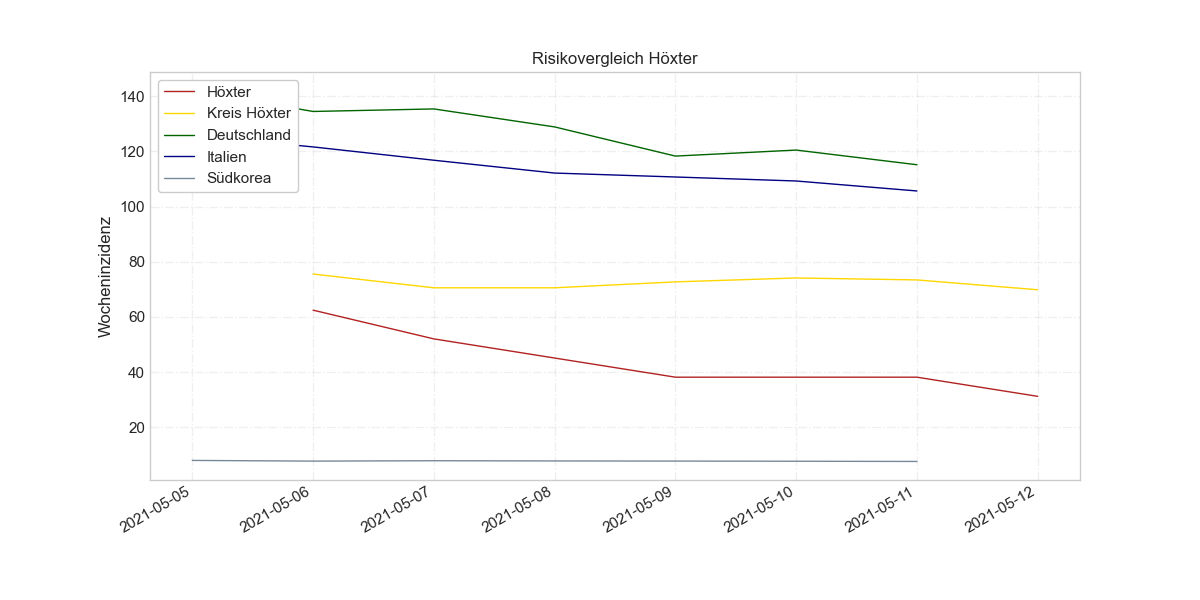 Risikovergleich Höxter
Höxter
Kreis Höxter
Deutschland
Italien
Südkorea
Wocheninzidenz
140
120
100
80
60
40
20
2021-05-05
2021-05-06
2021-05-07
2021-05-08
2021-05-09
2021-05-10
2021-05-11
2021-05-12